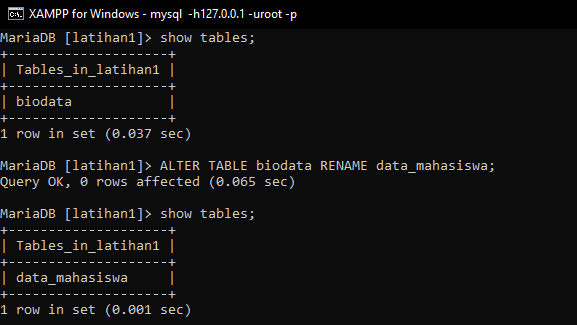 XAMPP for Windows - mysql  -h127.0.0.1 -uroot -p
MariaDB [latihan1]> show tables;
+--------------------+
| Tables_in_latihan1 |
+--------------------+
| biodata            |
+--------------------+
1 row in set (0.037 sec)
MariaDB [latihan1]> ALTER TABLE biodata RENAME data_mahasiswa;
Query OK, 0 rows affected (0.065 sec)
MariaDB [latihan1]> show tables;
+--------------------+
| Tables_in_latihan1 |
+--------------------+
| data_mahasiswa     |
+--------------------+
1 row in set (0.001 sec)